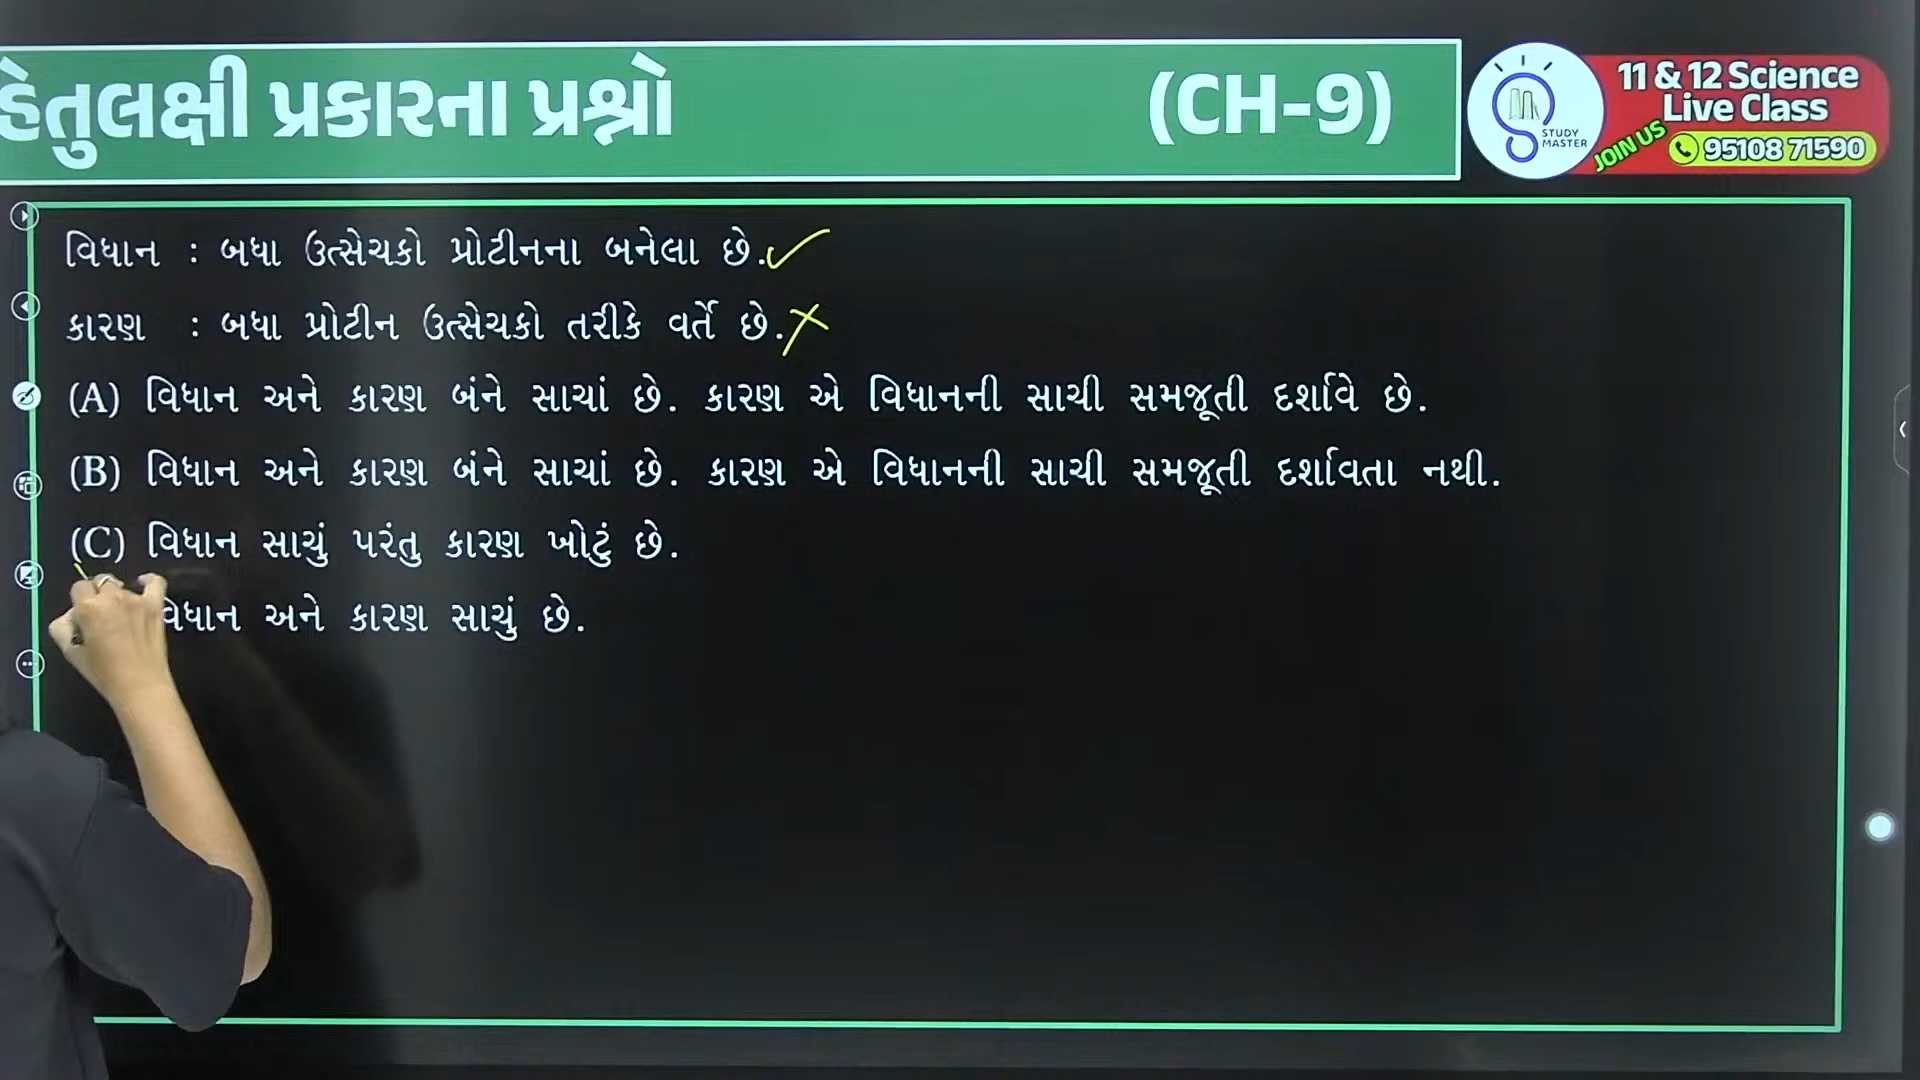 હેતુલક્ષી પ્રકારના પ્રશ્નો (CH-9)
11 & 12 Science
Live Class
STUDY
MASTER
JOIN US 95108 71590
વિધાન : બધા ઉત્સેચકો પ્રોટીનના બનેલા છે.
કારણ : બધા પ્રોટીન ઉત્સેચકો તરીકે વર્તે છે.
(A) વિધાન અને કારણ બંને સાચાં છે. કારણ એ વિધાનની સાચી સમજૂતી દર્શાવે છે.
(B) વિધાન અને કારણ બંને સાચાં છે. કારણ એ વિધાનની સાચી સમજૂતી દર્શાવતા નથી.
(C) વિધાન સાચું પરંતુ કારણ ખોટું છે.
વિધાન અને કારણ સાચું છે.